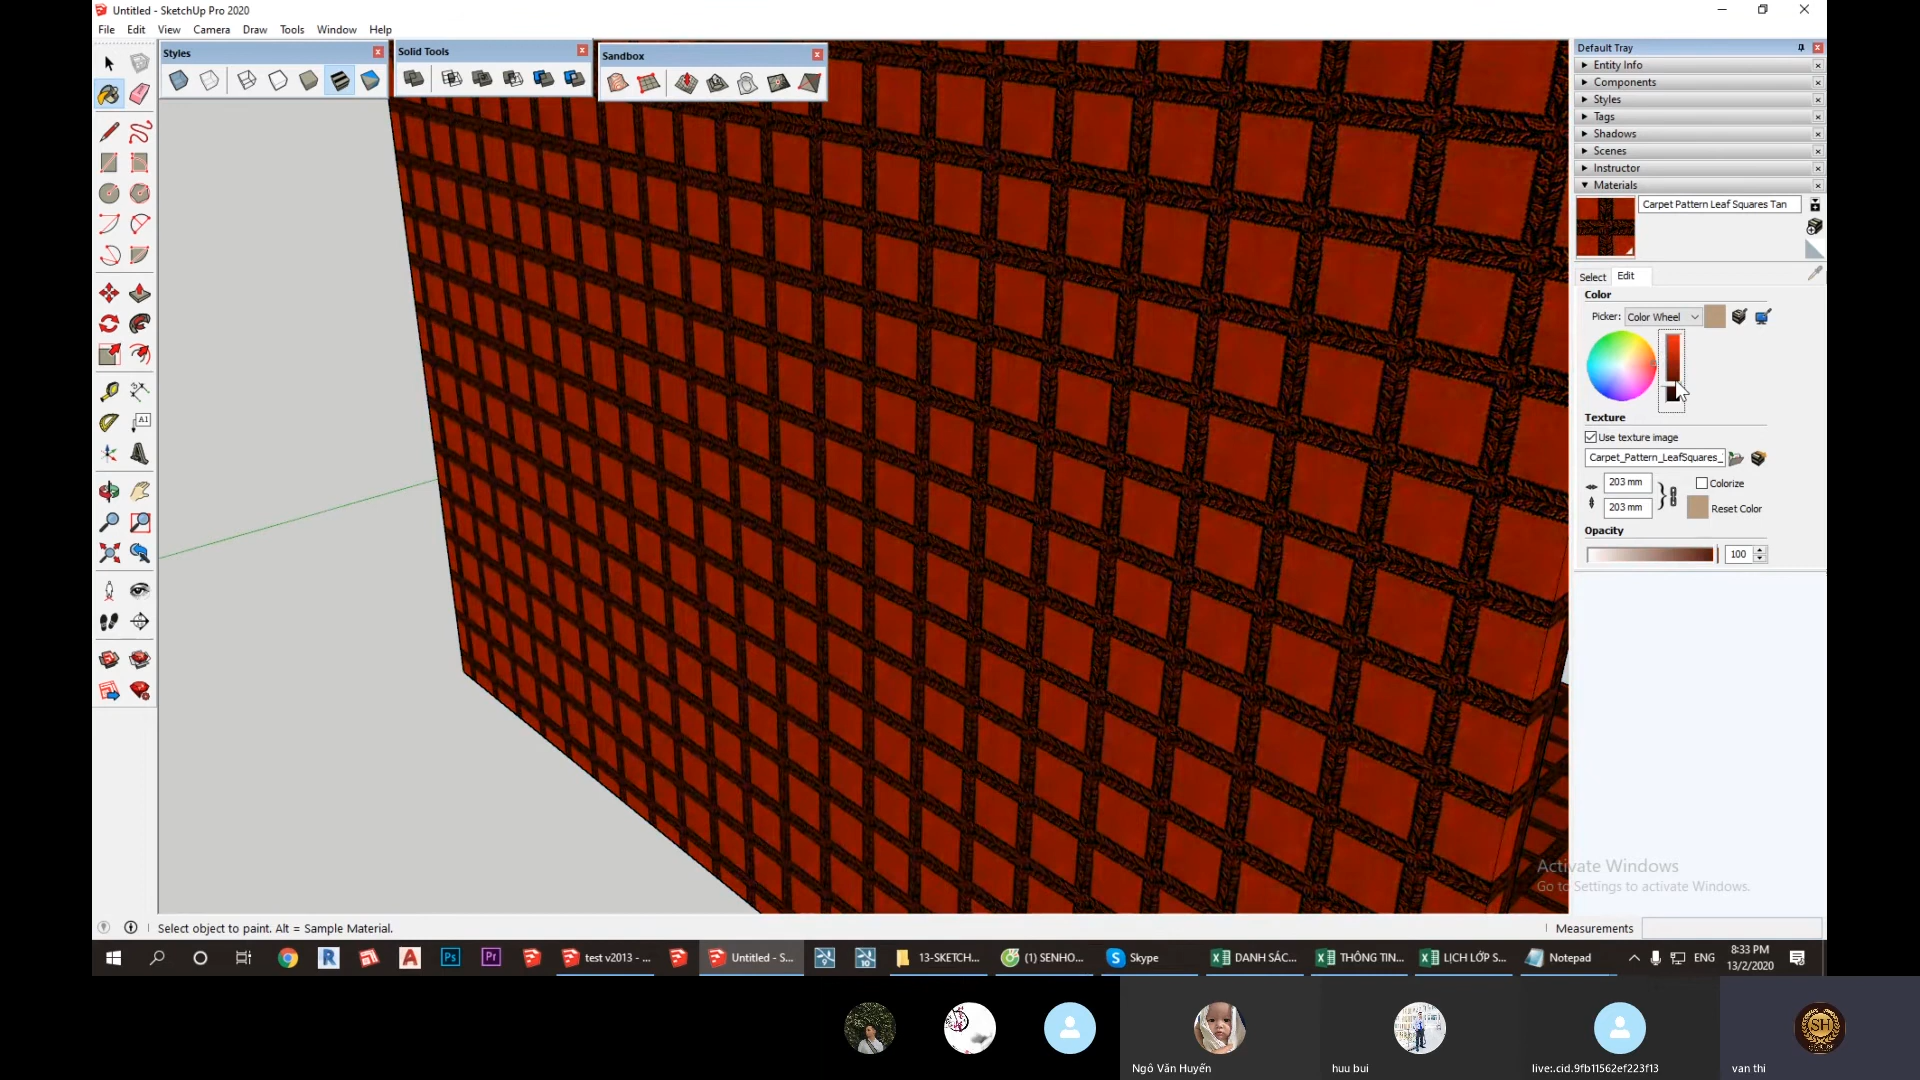 Untitled - SketchUp Pro 2020
File Edit View Camera Draw Tools Window Help
Styles
Solid Tools
Sandbox
Default Tray
Entity Info
Components
Styles
Tags
Shadows
Scenes
Instructor
Materials
Carpet Pattern Leaf Squares Tan
Select Edit
Color
Picker: Color Wheel
Texture
Use texture image
Carpet_Pattern_LeafSquares_
203 mm
Colorize
203 mm
Reset Color
Opacity
100
A1
Activate Windows
Go to Settings to activate Windows.
Select object to paint. Alt = Sample Material.
Measurements
R A Ps Pr
test v2013 - ...
Untitled - S...
13-SKETCH...
(1) SENHO...
Skype
DANH SÁC...
THÔNG TIN...
LỊCH LỚP S...
Notepad
ENG
8:33 PM
13/2/2020
SH
Ngô Văn Huyến
huu bui
live:.cid.9fb11562ef223f13
van thi